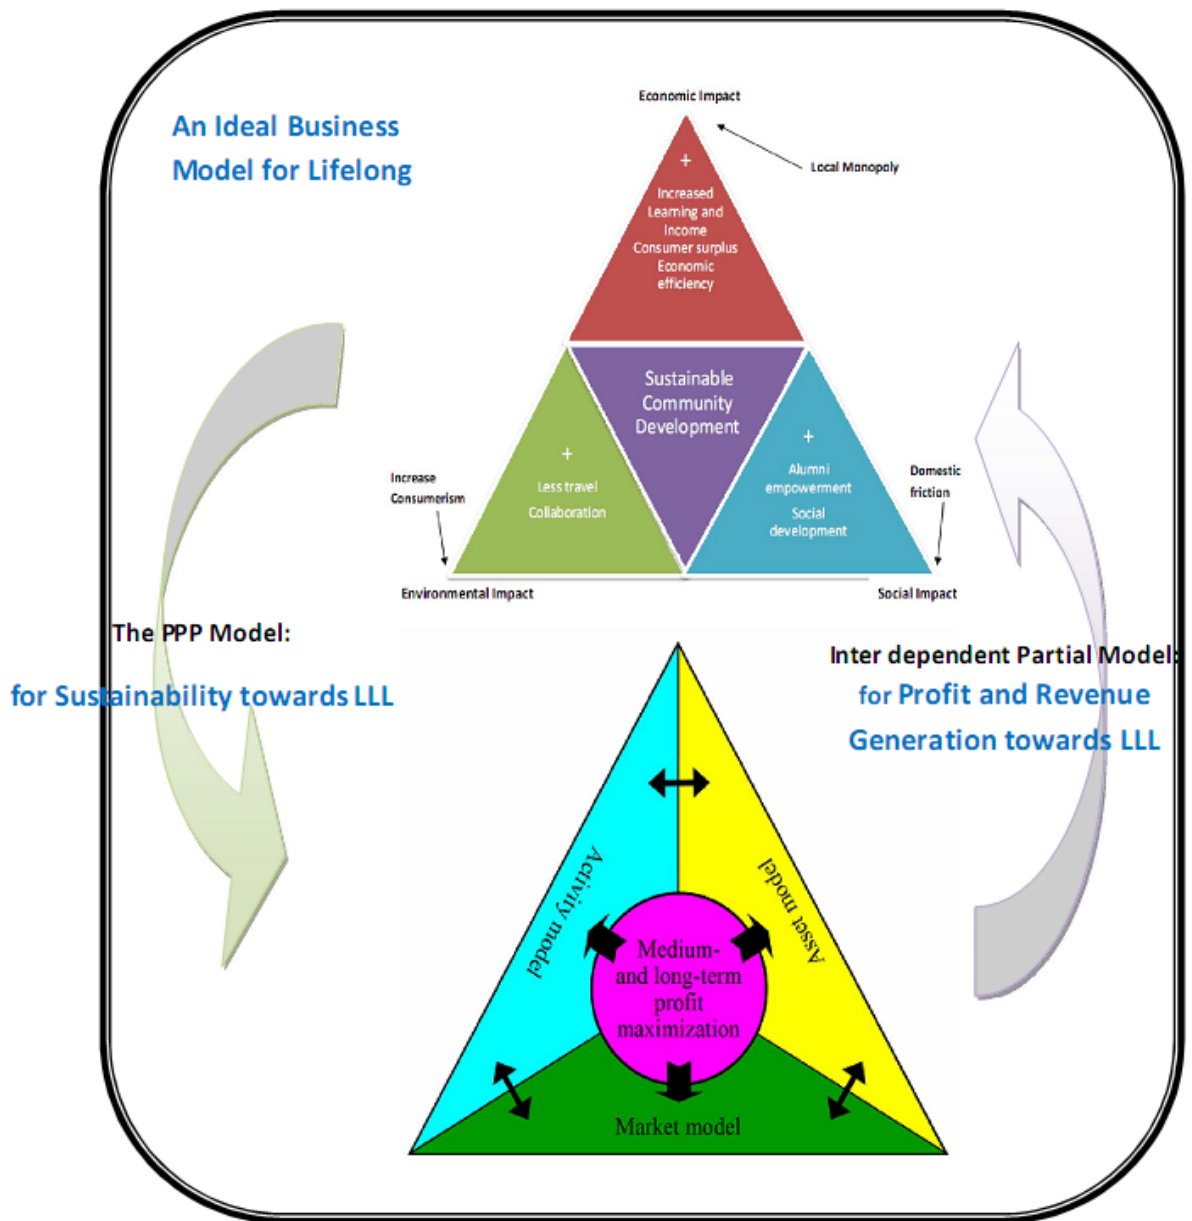 An Ideal Business
Model for Lifelong
Economic Impact
Local Monopoly
+
Increased
Learning and
Income
Consumer surplus
Economic
efficiency
Sustainable
Community
Development
+
Less travel
Collaboration
+
Alumni
empowerment
Social
development
Increase
Consumerism
Domestic
friction
Environmental Impact
Social Impact
The PPP Model:
for Sustainability towards LLL
Inter dependent Partial Model:
for Profit and Revenue
Generation towards LLL
Activity model
Asset model
Medium-
and long-term
profit
maximization
Market model